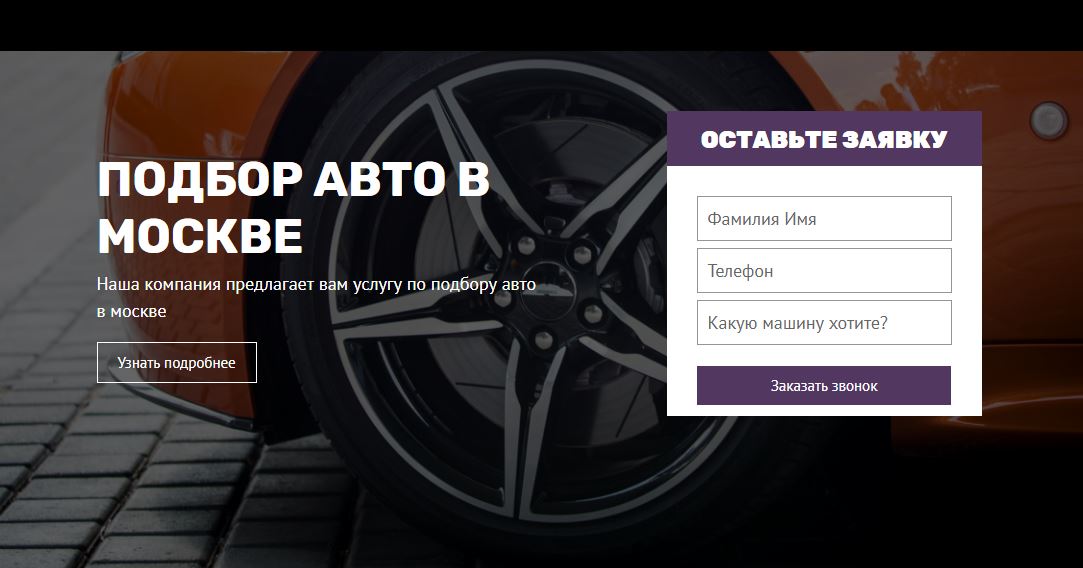 ПОДБОР АВТО В
МОСКВЕ
Наша компания предлагает вам услугу по подбору авто
в москве
Узнать подробнее
ОСТАВЬТЕ ЗАЯВКУ
Фамилия Имя
Телефон
Какую машину хотите?
Заказать звонок